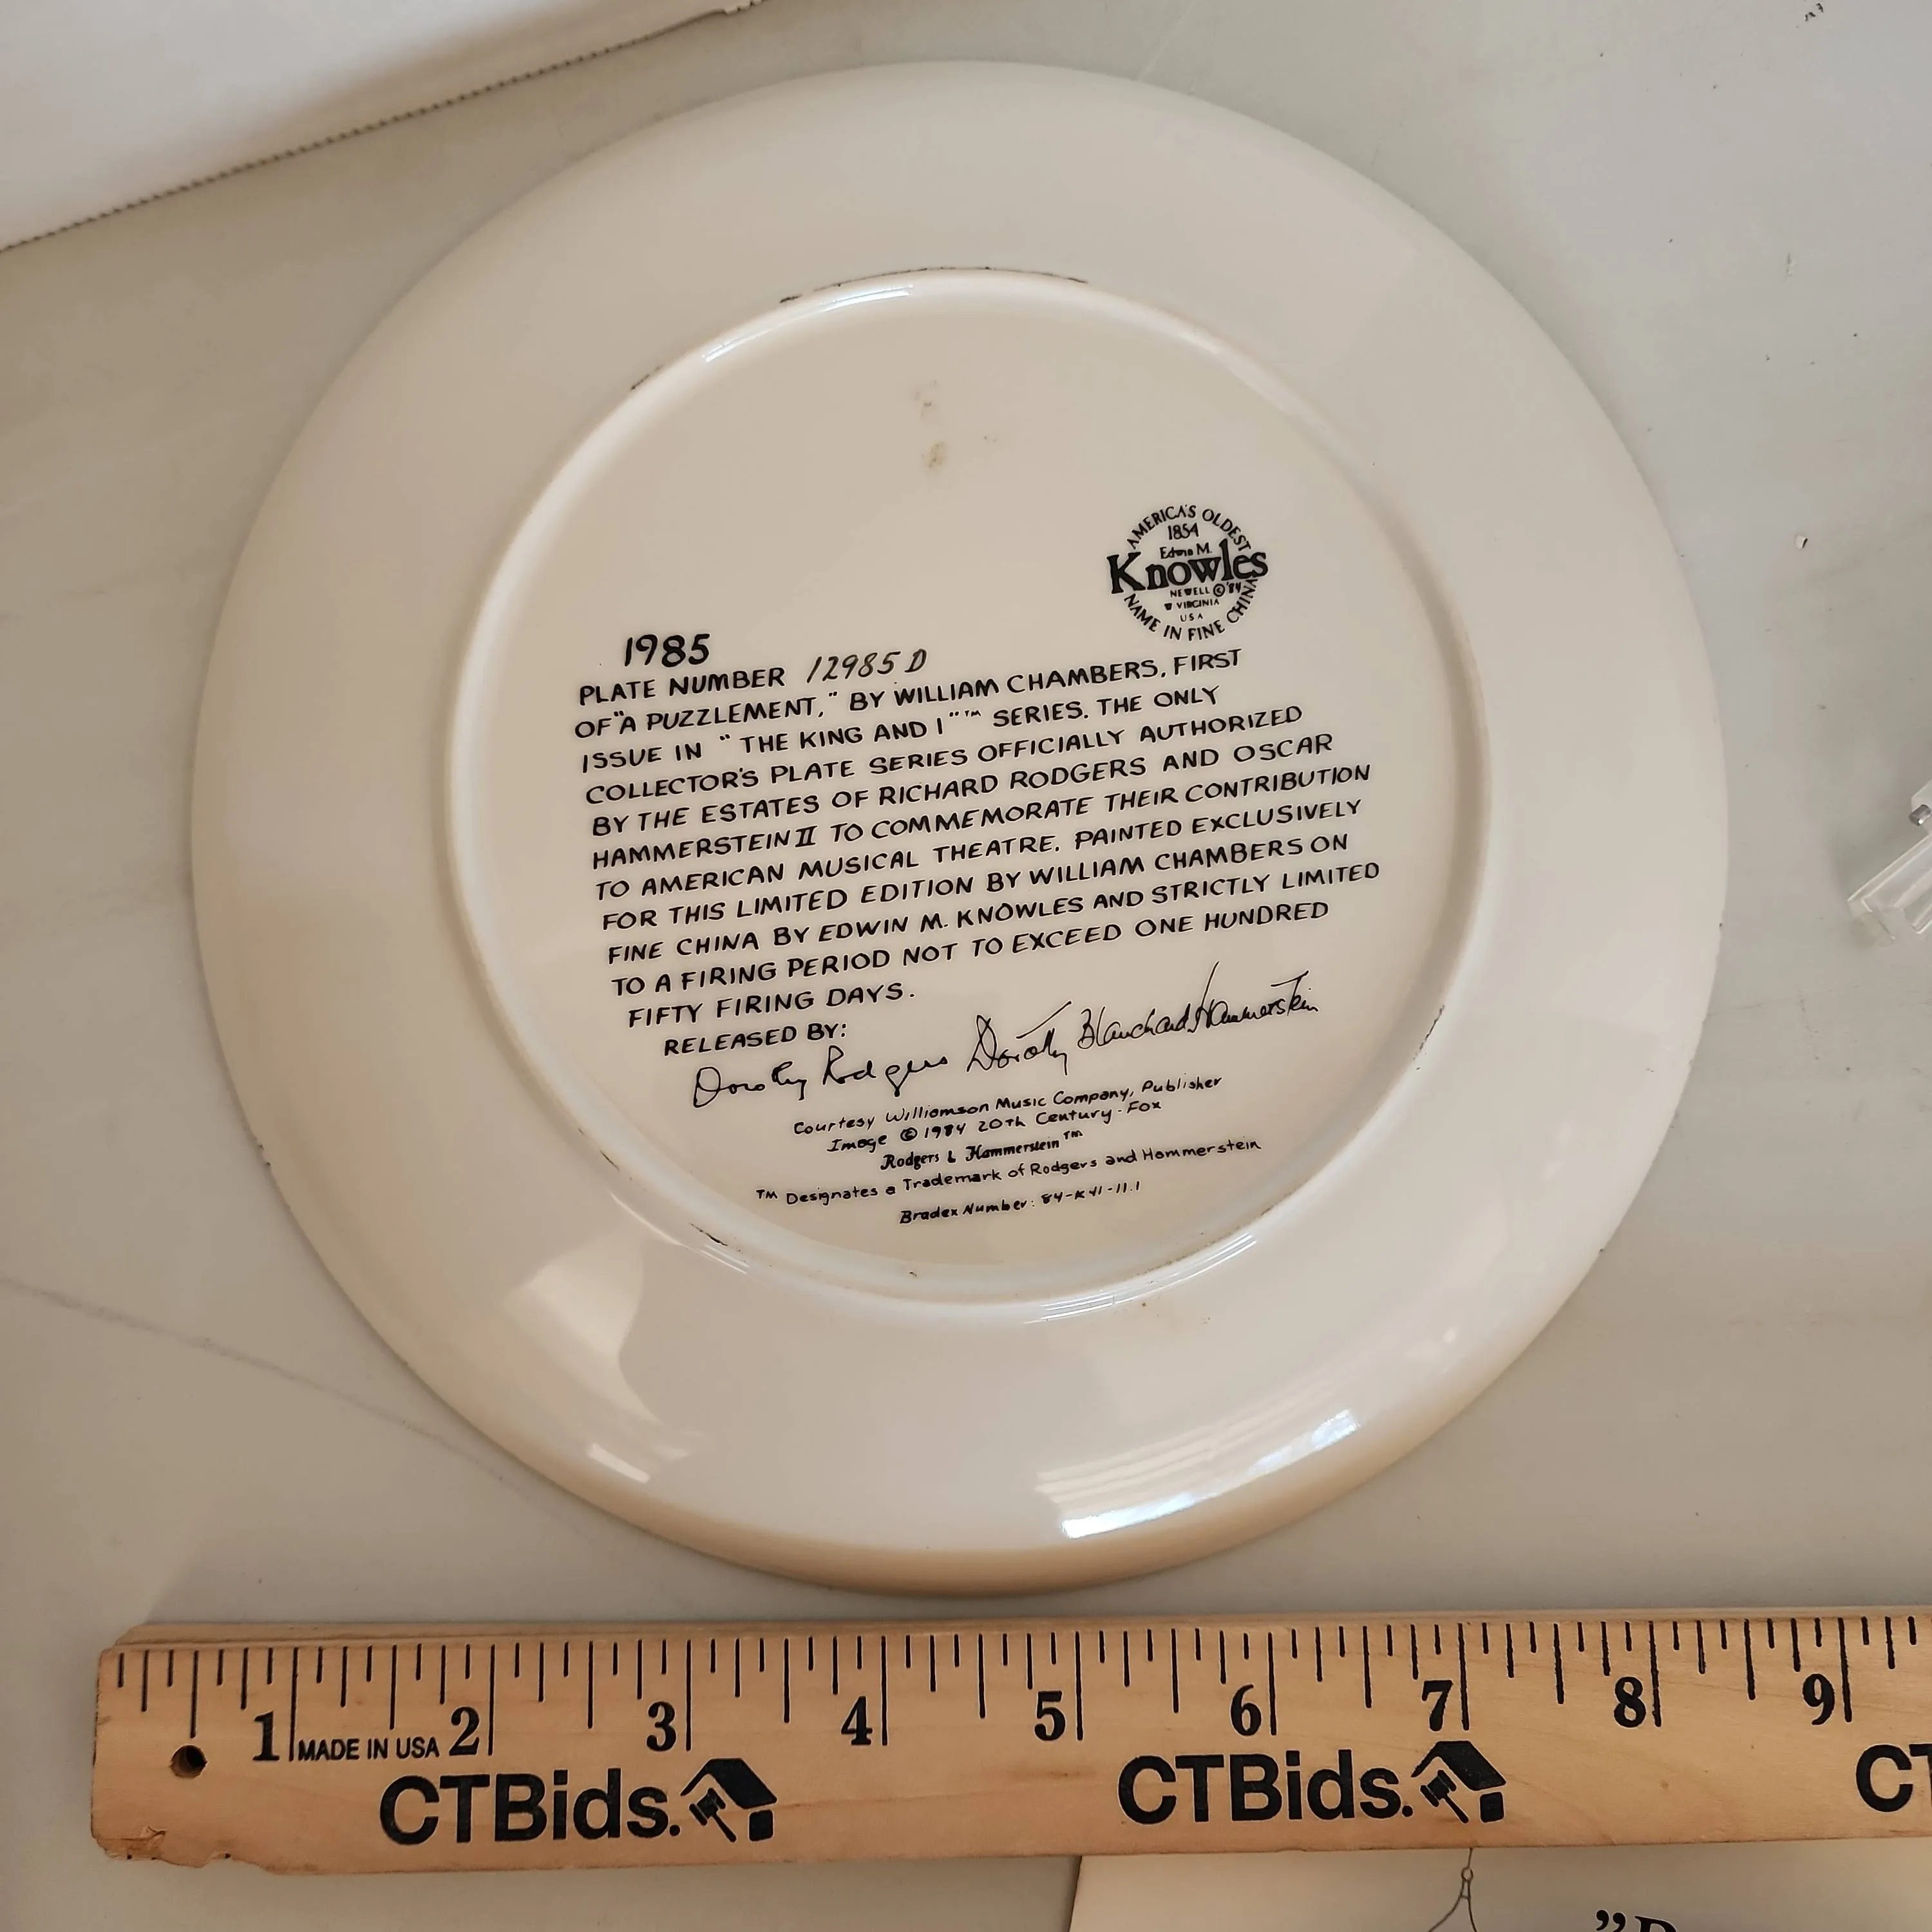 AMERICA'S OLDEST
1854
Edwin M.
Knowles
NEWELL © '84
W VIRGINIA
USA
NAME IN FINE CHINA
1985
PLATE NUMBER 12985 D
OF "A PUZZLEMENT," BY WILLIAM CHAMBERS, FIRST
ISSUE IN "THE KING AND I"™ SERIES. THE ONLY
COLLECTOR'S PLATE SERIES OFFICIALLY AUTHORIZED
BY THE ESTATES OF RICHARD RODGERS AND OSCAR
HAMMERSTEIN II TO COMMEMORATE THEIR CONTRIBUTION
TO AMERICAN MUSICAL THEATRE. PAINTED EXCLUSIVELY
FOR THIS LIMITED EDITION BY WILLIAM CHAMBERS ON
FINE CHINA BY EDWIN M. KNOWLES AND STRICTLY LIMITED
TO A FIRING PERIOD NOT TO EXCEED ONE HUNDRED
FIFTY FIRING DAYS.
RELEASED BY:
Dorothy Rodgers Dorothy Blanchard Hammerstein
Courtesy Williamson Music Company, Publisher
Image © 1984 20th Century-Fox
Rodgers & Hammerstein™
™ Designates a Trademark of Rodgers and Hammerstein
Bradex Number: 84-K41-11.1
1 MADE IN USA 2 3 4 5 6 7 8 9
CTBids. CTBids. CT